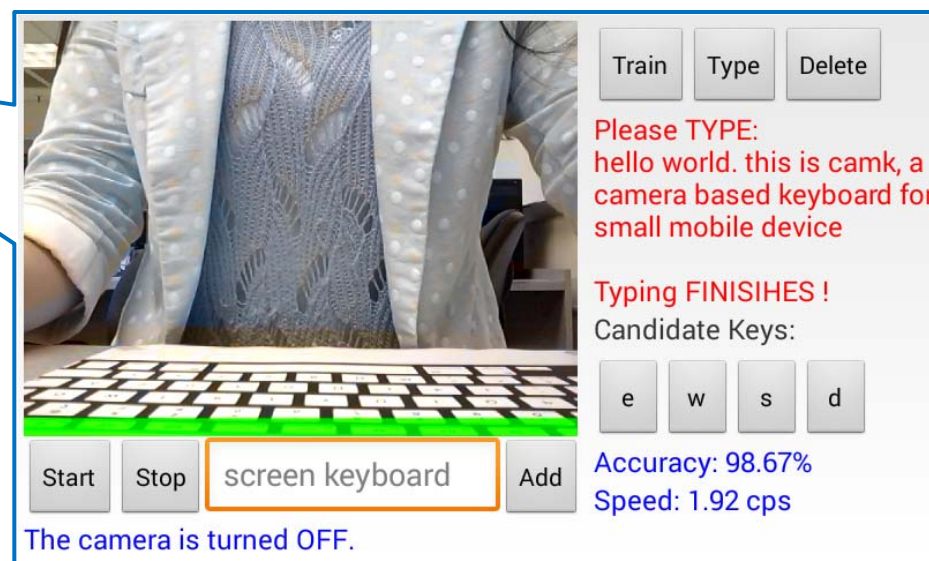 Train Type Delete
Please TYPE:
hello world. this is camk, a
camera based keyboard for
small mobile device
Typing FINISIHES !
Candidate Keys:
e w s d
Start Stop screen keyboard Add
Accuracy: 98.67%
Speed: 1.92 cps
The camera is turned OFF.